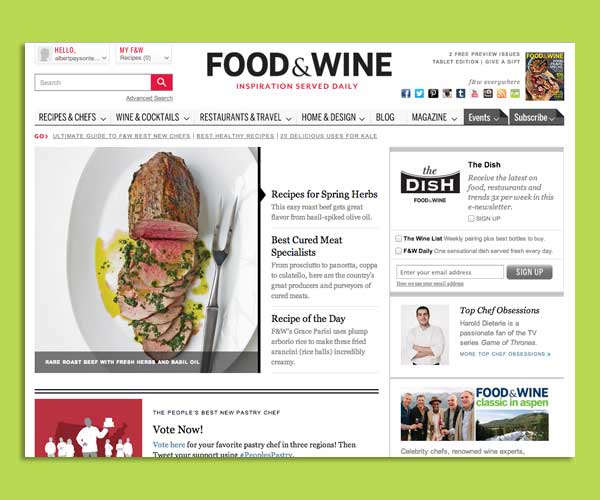 HELLO,
albertpaysonte...
MY F&W
Recipes (0)
Search
Advanced Search
FOOD&WINE
INSPIRATION SERVED DAILY
2 FREE PREVIEW ISSUES
TABLET EDITION | GIVE A GIFT
f&w everywhere
RECIPES & CHEFS
WINE & COCKTAILS
RESTAURANTS & TRAVEL
HOME & DESIGN
BLOG
MAGAZINE
Events
Subscribe
GO> ULTIMATE GUIDE TO F&W BEST NEW CHEFS | BEST HEALTHY RECIPES | 20 DELICIOUS USES FOR KALE
RARE ROAST BEEF WITH FRESH HERBS AND BASIL OIL
Recipes for Spring Herbs
This easy roast beef gets great
flavor from basil-spiked olive oil.
Best Cured Meat
Specialists
From prosciutto to pancetta, coppa
to culatello, here are the country's
great producers and purveyors of
cured meats.
Recipe of the Day
F&W's Grace Parisi uses plump
arborio rice to make these fried
arancini (rice balls) incredibly
creamy.
the
DISH
FOOD&WINE
The Dish
Receive the latest on
food, restaurants and
trends 3x per week in this
e-newsletter.
SIGN UP
The Wine List Weekly pairing plus best bottles to buy.
F&W Daily One sensational dish served fresh every day.
Enter your email address
SIGN UP
How we use your email address
Top Chef Obsessions
Harold Dieterle is a
passionate fan of the TV
series Game of Thrones.
MORE TOP CHEF OBSESSIONS »
THE PEOPLE'S BEST NEW PASTRY CHEF
Vote Now!
Vote here for your favorite pastry chef in three regions! Then
Tweet your support using #PeoplesPastry.
FOOD&WINE
classic in aspen
Celebrity chefs, renowned wine experts,